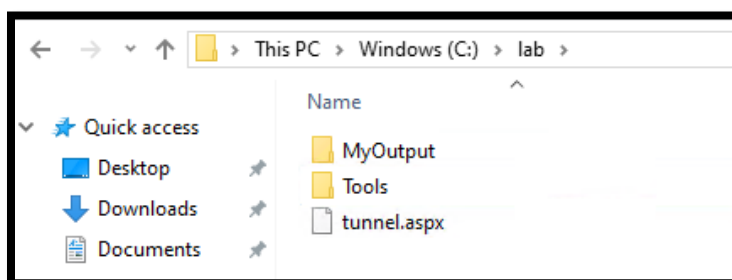 This PC > Windows (C:) > lab >
Name
Quick access
Desktop
Downloads
Documents
MyOutput
Tools
tunnel.aspx